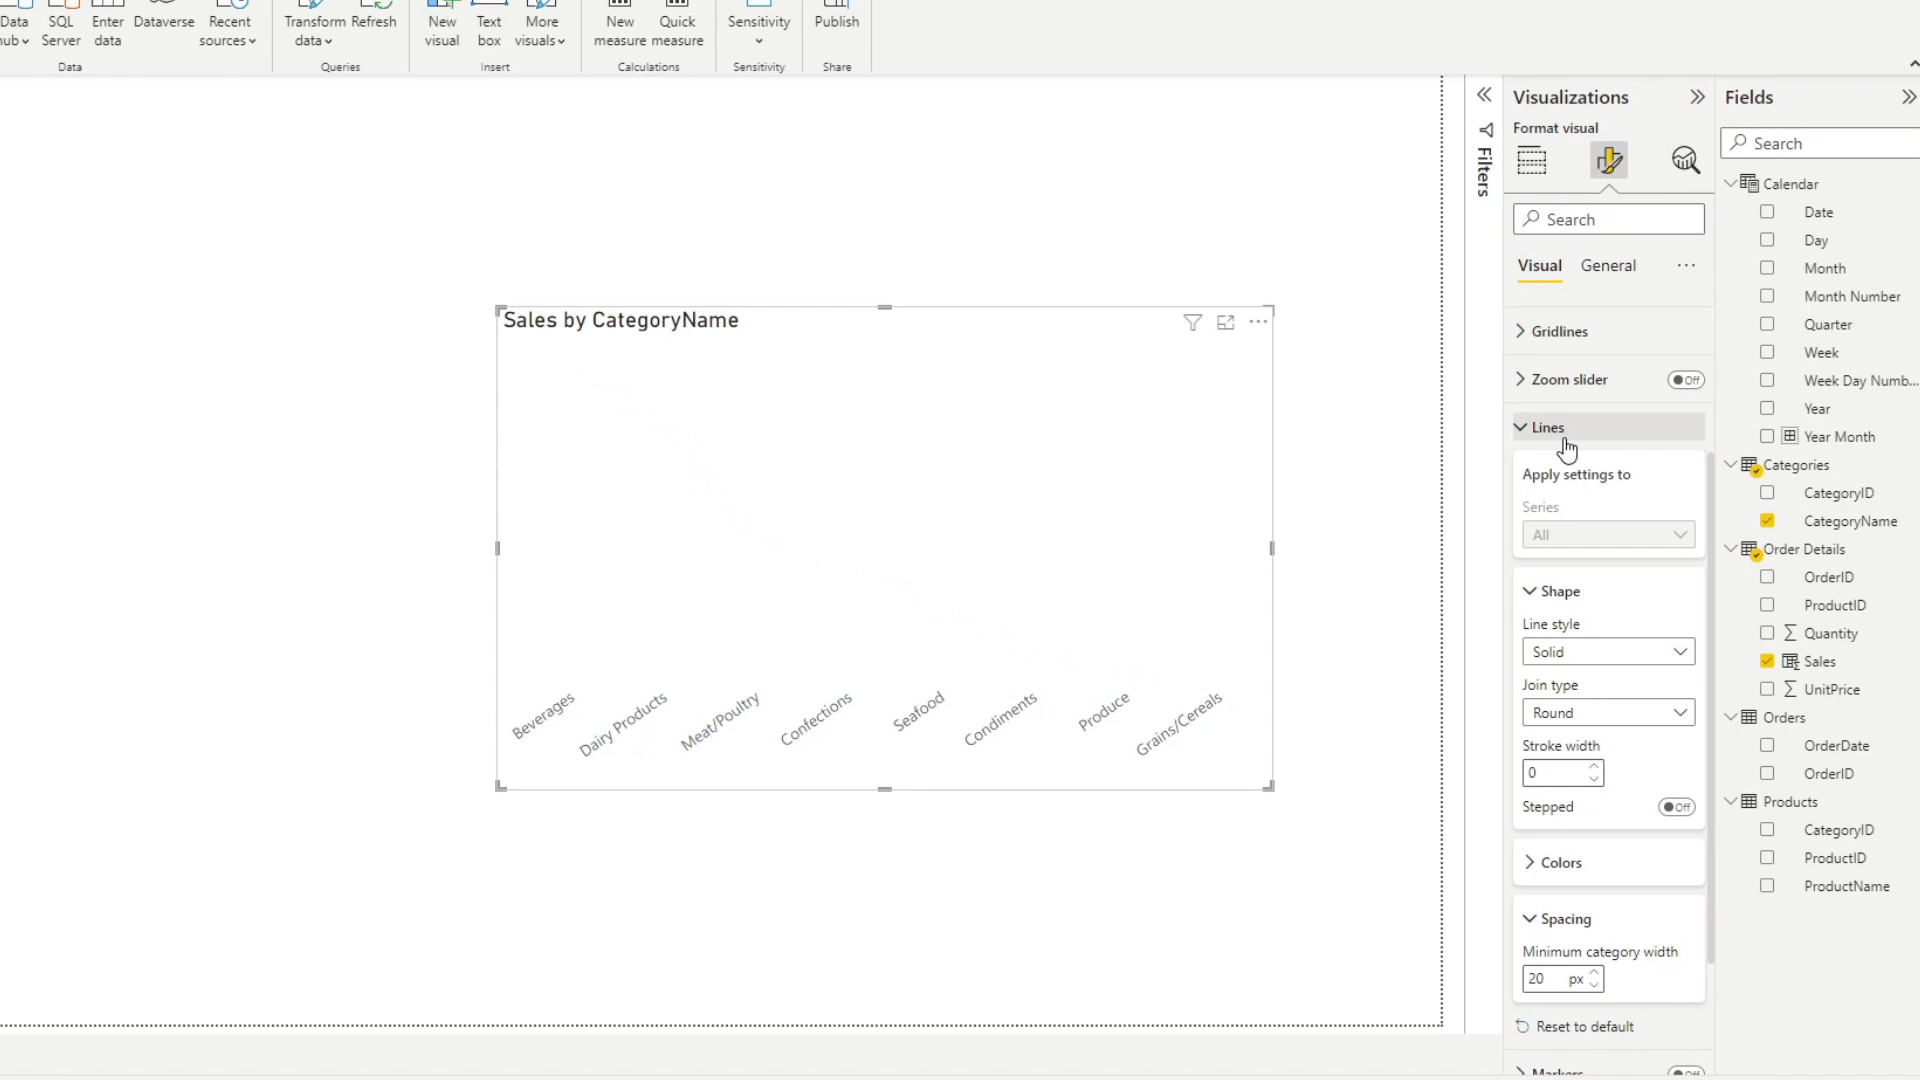 Data
hub
SQL
Server
Enter
data
Dataverse
Recent
sources
Data
Transform
data
Refresh
Queries
New
visual
Text
box
More
visuals
Insert
New
measure
Quick
measure
Calculations
Sensitivity
Sensitivity
Publish
Share
Sales by CategoryName
Beverages
Dairy Products
Meat/Poultry
Confections
Seafood
Condiments
Produce
Grains/Cereals
Filters
Visualizations
Format visual
Search
Visual
General
Gridlines
Zoom slider
Off
Lines
Apply settings to
Series
All
Shape
Line style
Solid
Join type
Round
Stroke width
0
Stepped
Off
Colors
Spacing
Minimum category width
20 px
Reset to default
Markers
Off
Fields
Search
Calendar
Date
Day
Month
Month Number
Quarter
Week
Week Day Numb...
Year
Year Month
Categories
CategoryID
CategoryName
Order Details
OrderID
ProductID
Quantity
Sales
UnitPrice
Orders
OrderDate
OrderID
Products
CategoryID
ProductID
ProductName